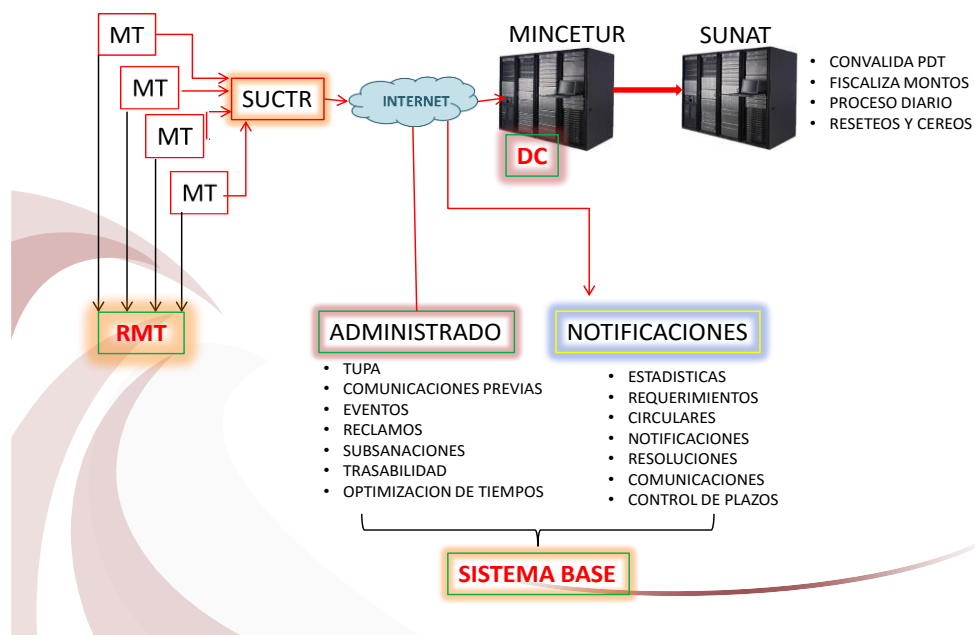 MT
MT
MT
MT
SUCTR
INTERNET
MINCETUR
DC
SUNAT
• CONVALIDA PDT
• FISCALIZA MONTOS
• PROCESO DIARIO
• RESETEOS Y CEREOS
RMT
ADMINISTRADO
• TUPA
• COMUNICACIONES PREVIAS
• EVENTOS
• RECLAMOS
• SUBSANACIONES
• TRASABILIDAD
• OPTIMIZACION DE TIEMPOS
NOTIFICACIONES
• ESTADISTICAS
• REQUERIMIENTOS
• CIRCULARES
• NOTIFICACIONES
• RESOLUCIONES
• COMUNICACIONES
• CONTROL DE PLAZOS
SISTEMA BASE